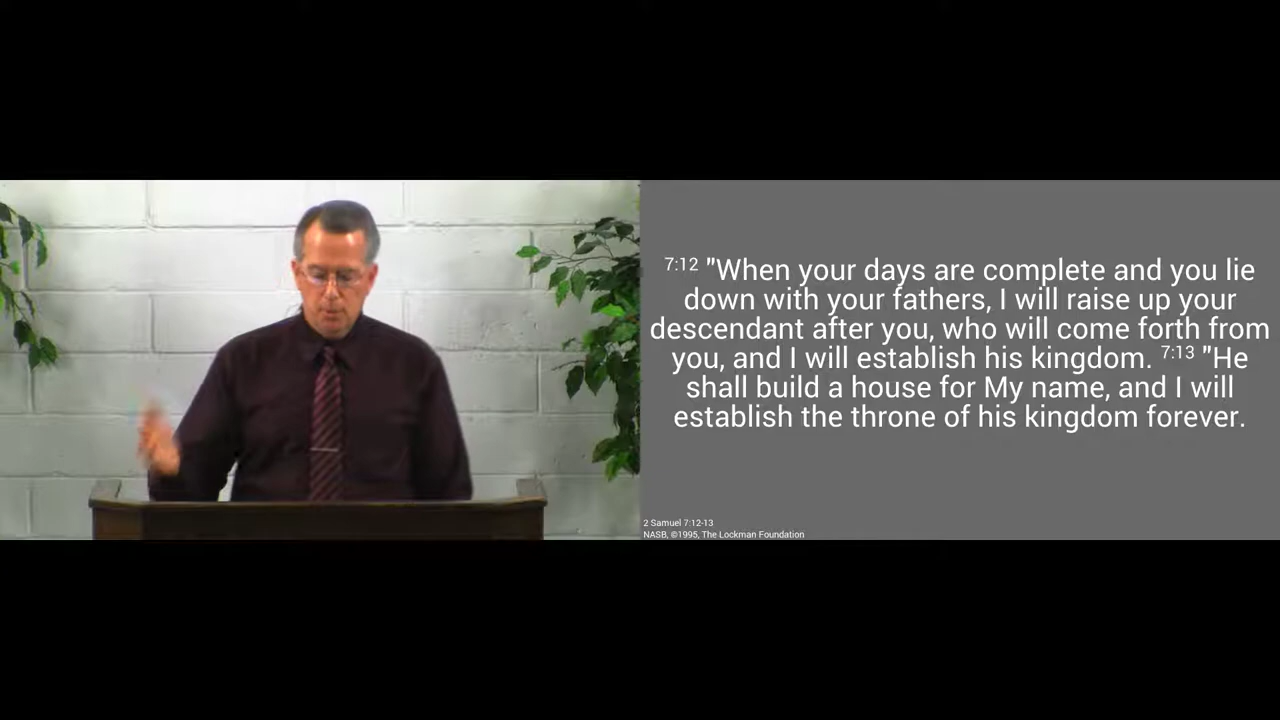 7:12 "When your days are complete and you lie
down with your fathers, I will raise up your
descendant after you, who will come forth from
you, and I will establish his kingdom. 7:13 "He
shall build a house for My name, and I will
establish the throne of his kingdom forever.
2 Samuel 7:12-13
NASB, ©1995, The Lockman Foundation